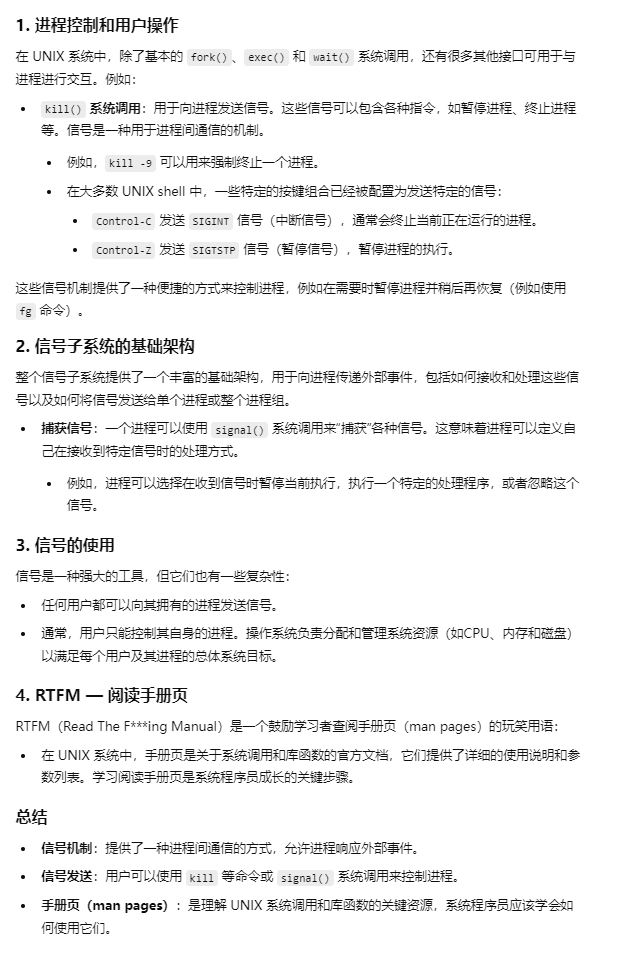 1. 进程控制和用户操作
在 UNIX 系统中，除了基本的 fork()、exec() 和 wait() 系统调用，还有很多其他接口可用于与
进程进行交互。例如：
• kill() 系统调用：用于向进程发送信号。这些信号可以包含各种指令，如暂停进程、终止进程
等。信号是一种用于进程间通信的机制。
• 例如，kill -9 可以用来强制终止一个进程。
• 在大多数 UNIX shell 中，一些特定的按键组合已经被配置为发送特定的信号：
• Control-C 发送 SIGINT 信号（中断信号），通常会终止当前正在运行的进程。
• Control-Z 发送 SIGTSTP 信号（暂停信号），暂停进程的执行。
这些信号机制提供了一种便捷的方式来控制进程，例如在需要时暂停进程并稍后再恢复（例如使用
fg 命令）。
2. 信号子系统的基础架构
整个信号子系统提供了一个丰富的基础架构，用于向进程传递外部事件，包括如何接收和处理这些信
号以及如何将信号发送给单个进程或整个进程组。
• 捕获信号：一个进程可以使用 signal() 系统调用来“捕获”各种信号。这意味着进程可以定义自
己在接收到特定信号时的处理方式。
• 例如，进程可以选择在收到信号时暂停当前执行，执行一个特定的处理程序，或者忽略这个
信号。
3. 信号的使用
信号是一种强大的工具，但它们也有一些复杂性：
• 任何用户都可以向其拥有的进程发送信号。
• 通常，用户只能控制其自身的进程。操作系统负责分配和管理系统资源（如CPU、内存和磁盘）
以满足每个用户及其进程的总体系统目标。
4. RTFM — 阅读手册页
RTFM（Read The F***ing Manual）是一个鼓励学习者查阅手册页（man pages）的玩笑用语：
• 在 UNIX 系统中，手册页是关于系统调用和库函数的官方文档，它们提供了详细的使用说明和参
数列表。学习阅读手册页是系统程序员成长的关键步骤。
总结
• 信号机制：提供了一种进程间通信的方式，允许进程响应外部事件。
• 信号发送：用户可以使用 kill 等命令或 signal() 系统调用来控制进程。
• 手册页（man pages）：是理解 UNIX 系统调用和库函数的关键资源，系统程序员应该学会如
何使用它们。